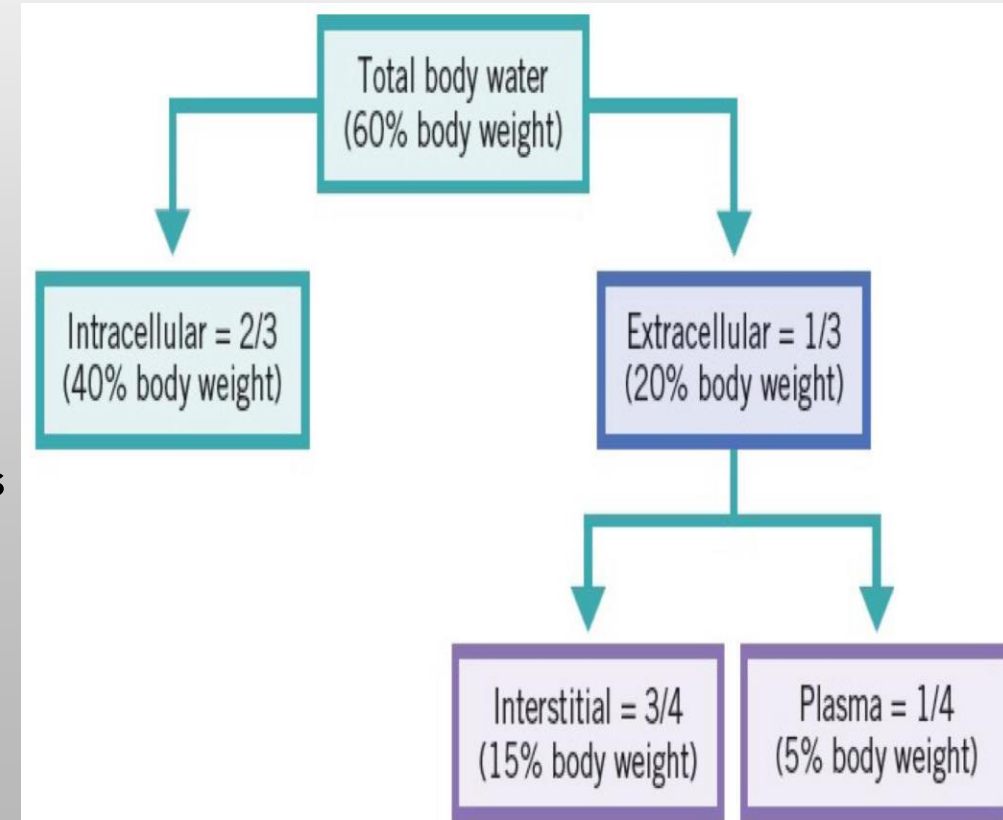 Total body water
(60% body weight)
Intracellular = 2/3
(40% body weight)
Extracellular = 1/3
(20% body weight)
s
Interstitial = 3/4
(15% body weight)
Plasma = 1/4
(5% body weight)